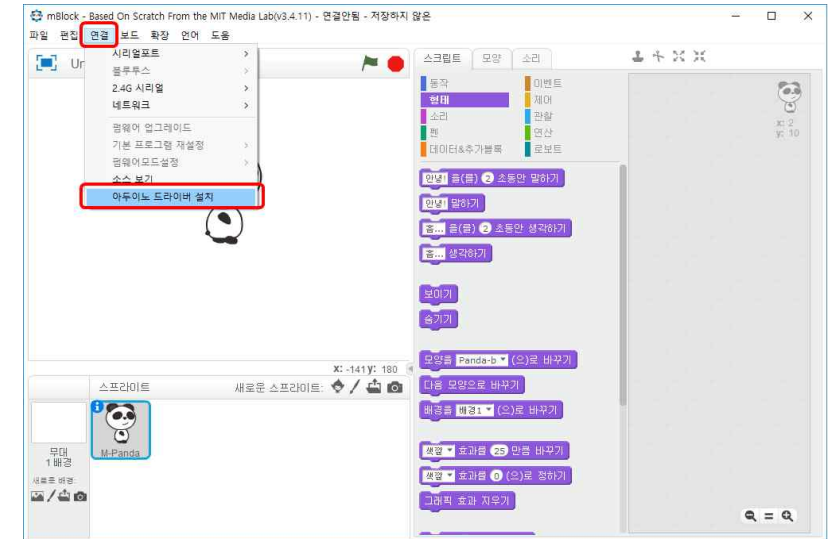 mBlock - Based On Scratch From the MIT Media Lab(v3.4.11) - 연결안됨 - 저장하지 않은
파일 편집 연결 보드 확장 언어 도움
Un
시리얼포트
블루투스
2.4G 시리얼
네트워크
펌웨어 업그레이드
기본 프로그램 재설정
펌웨어모드설정
소스 보기
아두이노 드라이버 설치
X: -141 Y: 180
스프라이트 새로운 스프라이트:
무대
1 배경
새로운 배경:
M-Panda
스크립트 모양 소리
동작 이벤트
형태 제어
소리 관찰
펜 연산
데이터&추가블록 로보트
안녕! 을(를) 2 초동안 말하기
안녕! 말하기
흠... 을(를) 2 초동안 생각하기
흠... 생각하기
보이기
숨기기
모양을 Panda-b (으)로 바꾸기
다음 모양으로 바꾸기
배경을 배경1 (으)로 바꾸기
색깔 효과를 25 만큼 바꾸기
색깔 효과를 0 (으)로 정하기
그래픽 효과 지우기
x: 2
y: 10